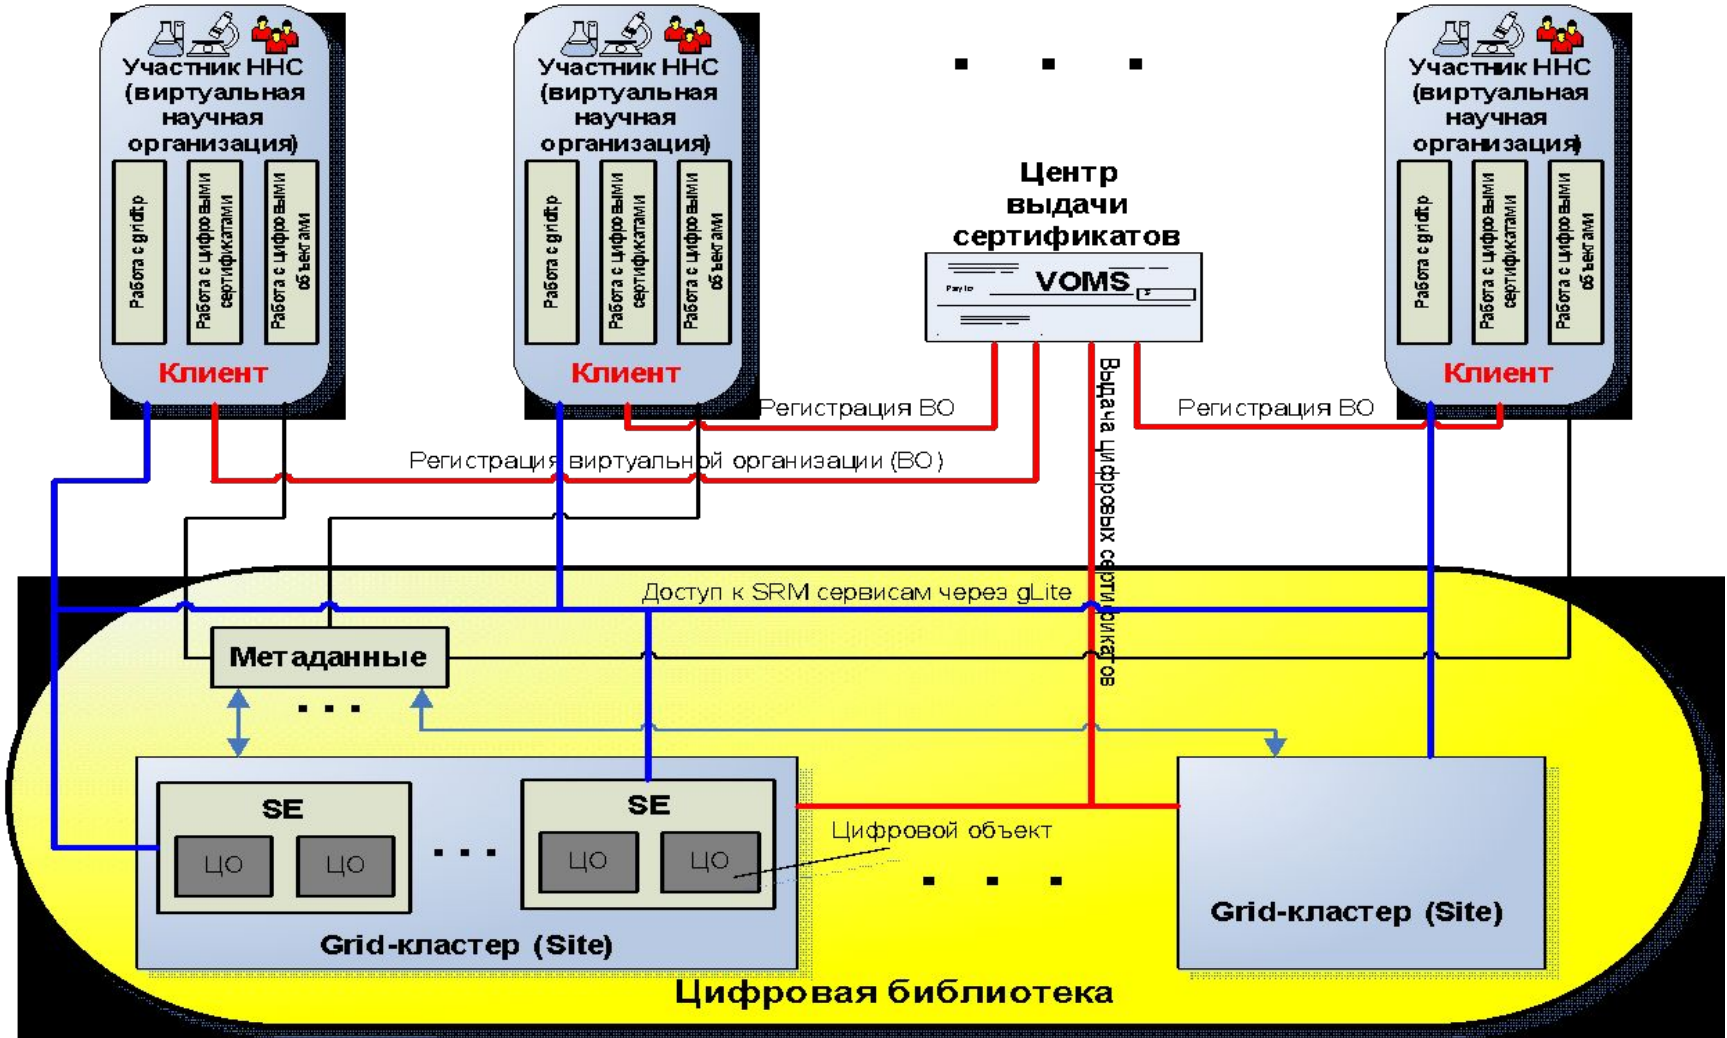 Участник ННС
(виртуальная
научная
организация)
Работа с gridftp
Работа с цифровыми
сертификатами
Работа с цифровыми
объектами
Клиент
Участник ННС
(виртуальная
научная
организация)
Работа с gridftp
Работа с цифровыми
сертификатами
Работа с цифровыми
объектами
Клиент
Участник ННС
(виртуальная
научная
организация)
Работа с gridftp
Работа с цифровыми
сертификатами
Работа с цифровыми
объектами
Клиент
Центр
выдачи
сертификатов
VOMS
Pay to
$
Регистрация ВО
Регистрация ВО
Регистрация виртуальной организации (ВО)
Выдача цифровых сертификатов
Доступ к SRM сервисам через gLite
Метаданные
SE
ЦО
ЦО
SE
ЦО
ЦО
Цифровой объект
Grid-кластер (Site)
Grid-кластер (Site)
Цифровая библиотека